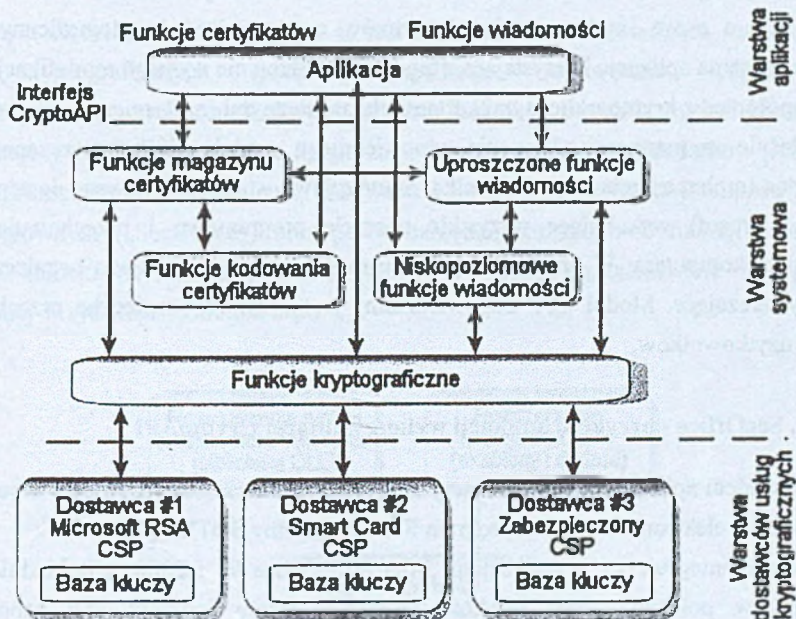 Funkcje certyfikatów
Funkcje wiadomości
Aplikacja
Interfejs
CryptoAPI
Funkcje magazynu
certyfikatów
Uproszczone funkcje
wiadomości
Funkcje kodowania
certyfikatów
Niskopoziomowe
funkcje wiadomości
Funkcje kryptograficzne
Dostawca #1
Microsoft RSA
CSP
Baza kluczy
Dostawca #2
Smart Card
CSP
Baza kluczy
Dostawca #3
Zabezpieczony
CSP
Baza kluczy
Warstwa
aplikacji
Warstwa
systemowa
Warstwa
dostawców usług
kryptograficznych